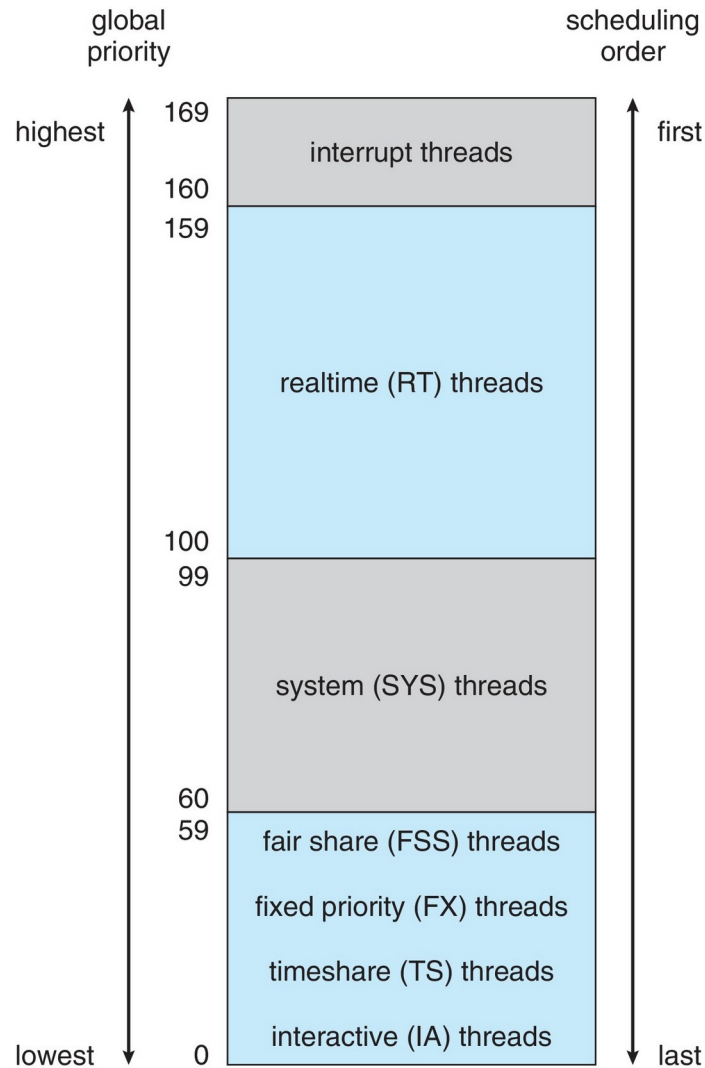 global
priority
scheduling
order
highest
169
interrupt threads
first
160
159
realtime (RT) threads
100
99
system (SYS) threads
60
59
fair share (FSS) threads
fixed priority (FX) threads
timeshare (TS) threads
interactive (IA) threads
lowest
0
last